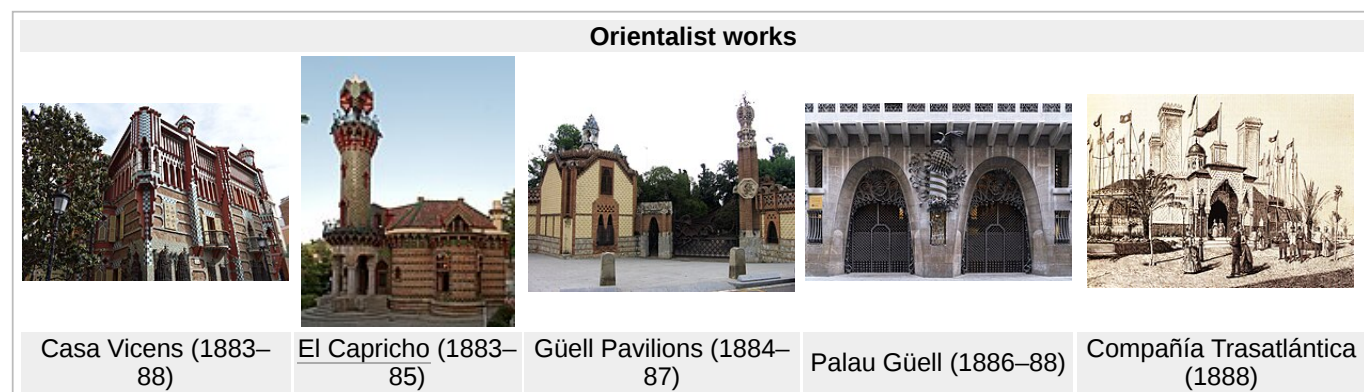 Orientalist works
Casa Vicens (1883–
88)
El Capricho (1883–
85)
Güell Pavilions (1884–
87)
Palau Güell (1886–88)
Compañía Trasatlántica
(1888)